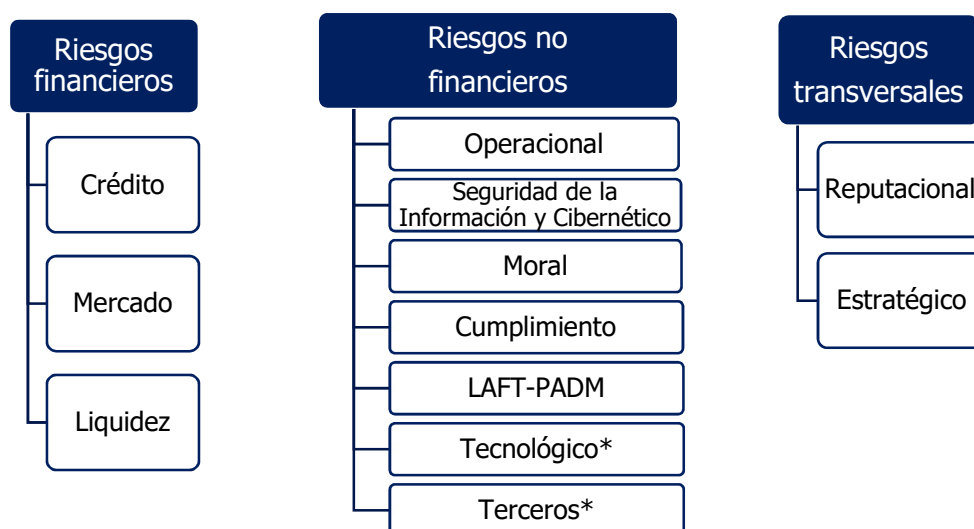 Riesgos
financieros
Crédito
Mercado
Liquidez
Riesgos no
financieros
Operacional
Seguridad de la
Información y Cibernético
Moral
Cumplimiento
LAFT-PADM
Tecnológico*
Terceros*
Riesgos
transversales
Reputacional
Estratégico